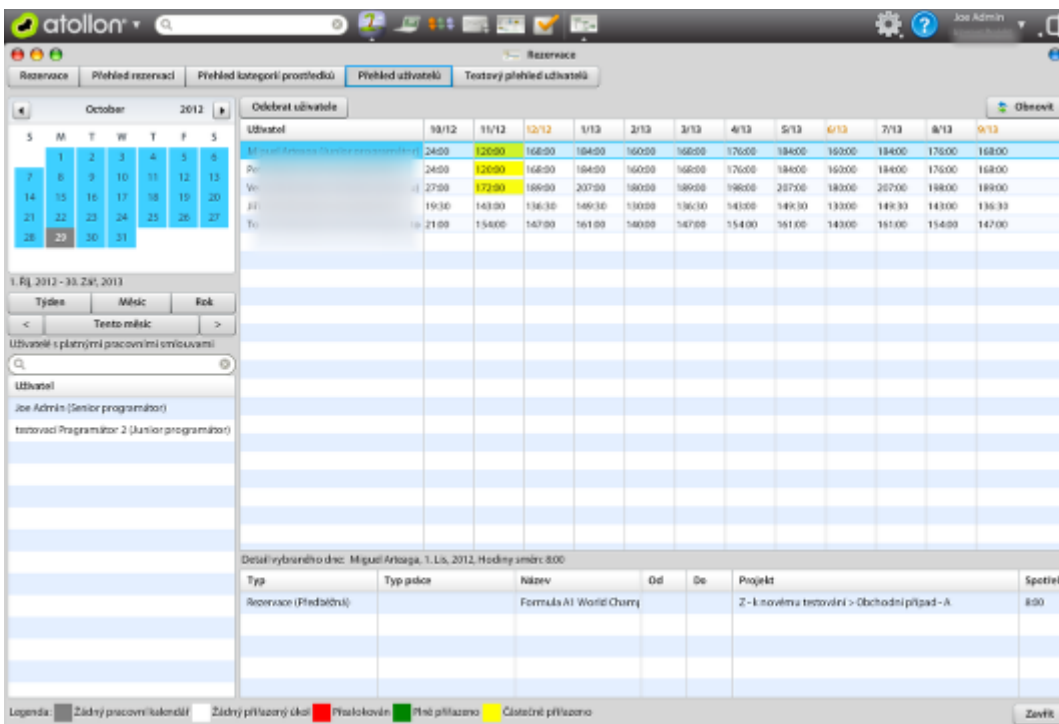 atollon
Joe Admin
Rezervace
Rezervace Přehled rezervací Přehled kategorií prostředků Přehled uživatelů Testový přehled uživatelů
October 2012
Odebrat uživatele
Obnovit
S M T W T F S
1 2 3 4 5 6
7 8 9 10 11 12 13
14 15 16 17 18 19 20
21 22 23 24 25 26 27
28 29 30 31
Uživatel 10/12 11/12 12/12 1/13 2/13 3/13 4/13 5/13 6/13 7/13 8/13 9/13
24:00 120:00 168:00 184:00 160:00 168:00 176:00 184:00 160:00 184:00 176:00 168:00
24:00 120:00 168:00 184:00 160:00 168:00 176:00 184:00 160:00 184:00 176:00 168:00
27:00 172:00 189:00 207:00 180:00 189:00 198:00 207:00 180:00 207:00 198:00 189:00
19:30 143:00 136:30 149:30 130:00 136:30 143:00 149:30 130:00 149:30 143:00 136:30
21:00 154:00 147:00 161:00 140:00 147:00 154:00 161:00 140:00 161:00 154:00 147:00
1. Říj, 2012 - 30. Zář, 2013
Týden Měsíc Rok
< Tento měsíc >
Uživatelé s platnými pracovními smlouvami
Uživatel
Joe Admin (Senior programátor)
testovací Programátor 2 (Junior programátor)
Detail vybraného dne: Miguel Arteaga, 1. Lis, 2012, Hodiny směn: 8:00
Typ Typ práce Název Od Do Projekt Spotře
Rezervace (Předběžná) Formula A1 World Champ Z - k novému testování > Obchodní případ - A 8:00
Legenda: Žádný pracovní kalendář Žádný přiřazený úkol Přealokován Plně přiřazeno Částečně přiřazeno
Zavřít